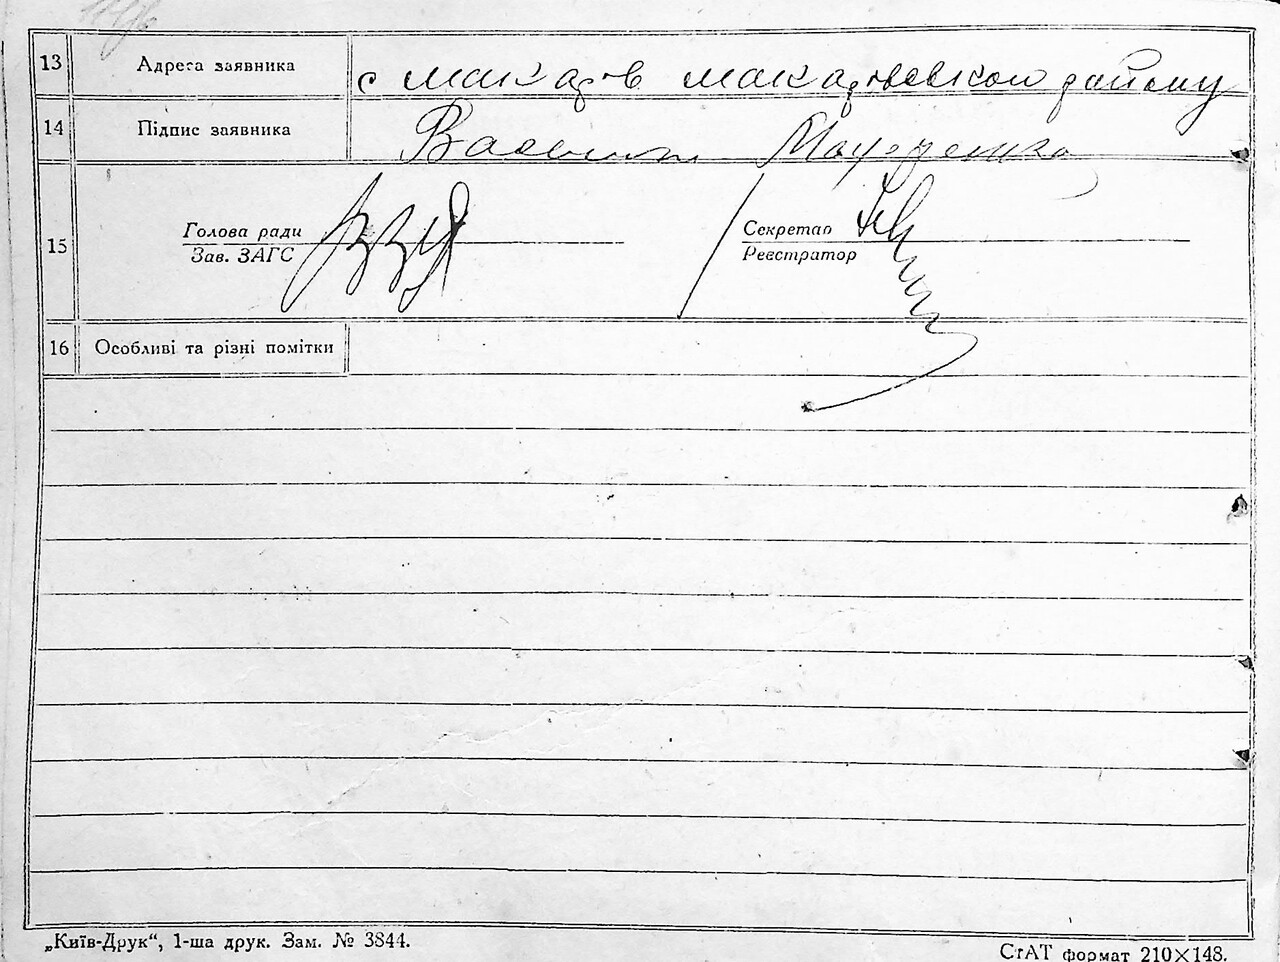 13 Адреса заявника с макарів макарівського району
14 Підпис заявника Василь
15 Голова ради Секретар
Зав. ЗАГС Реєстратор
16 Особливі та різні помітки
„Київ-Друк“, 1-ша друк. Зам. № 3844.
СтАТ формат 210×148.